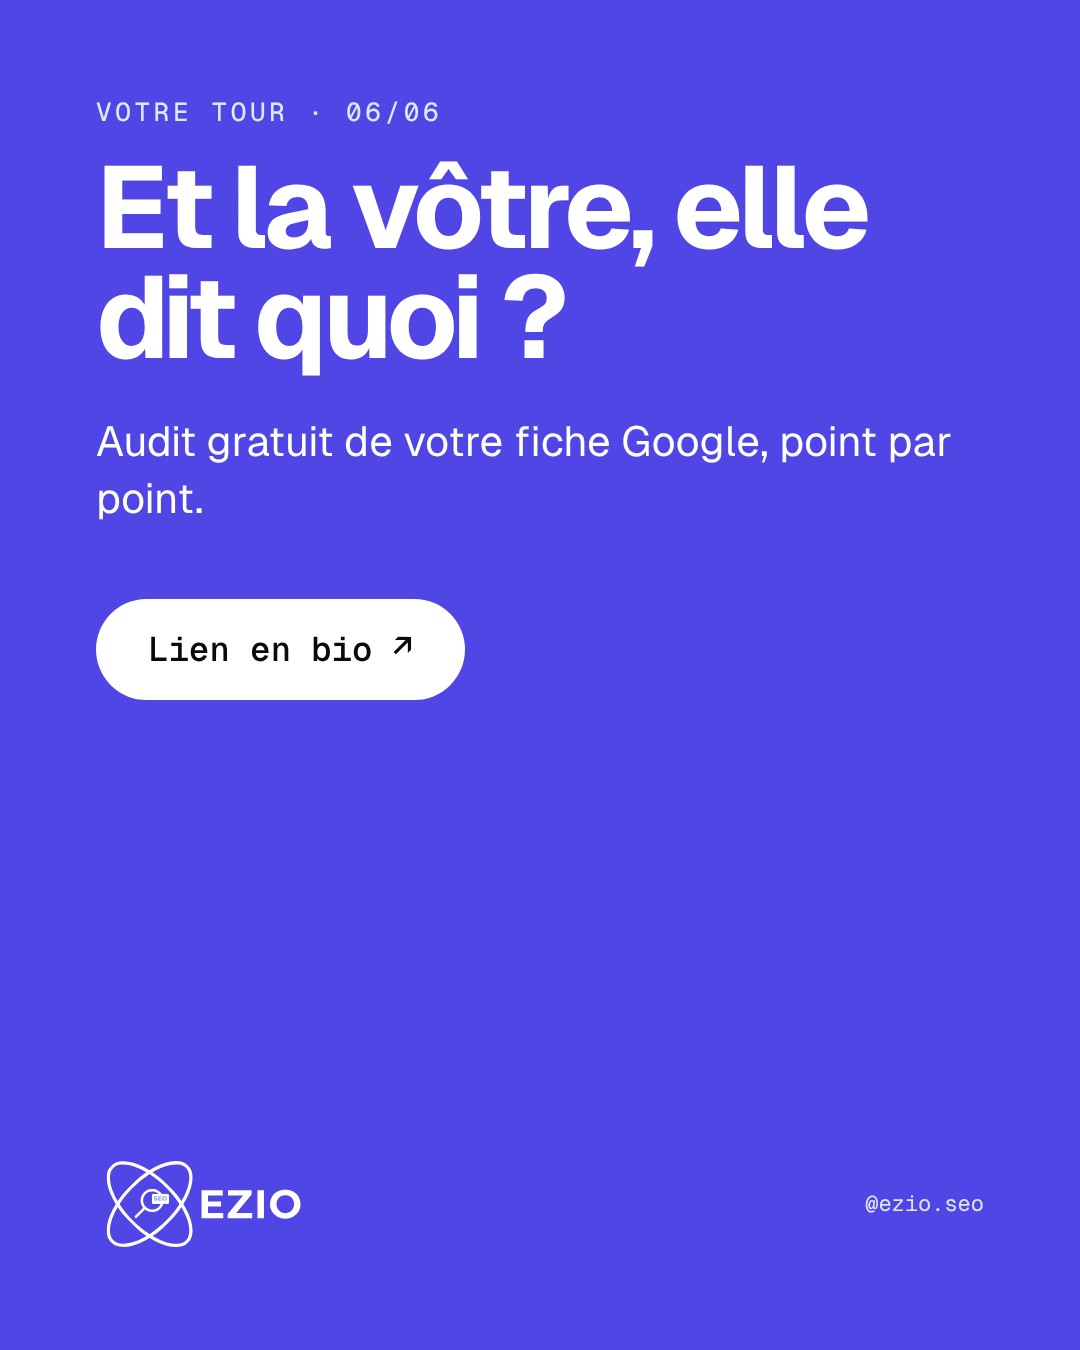 VOTRE TOUR · 06/06
Et la vôtre, elle
dit quoi ?
Audit gratuit de votre fiche Google, point par
point.
Lien en bio ↗
SEO
EZIO
@ezio.seo